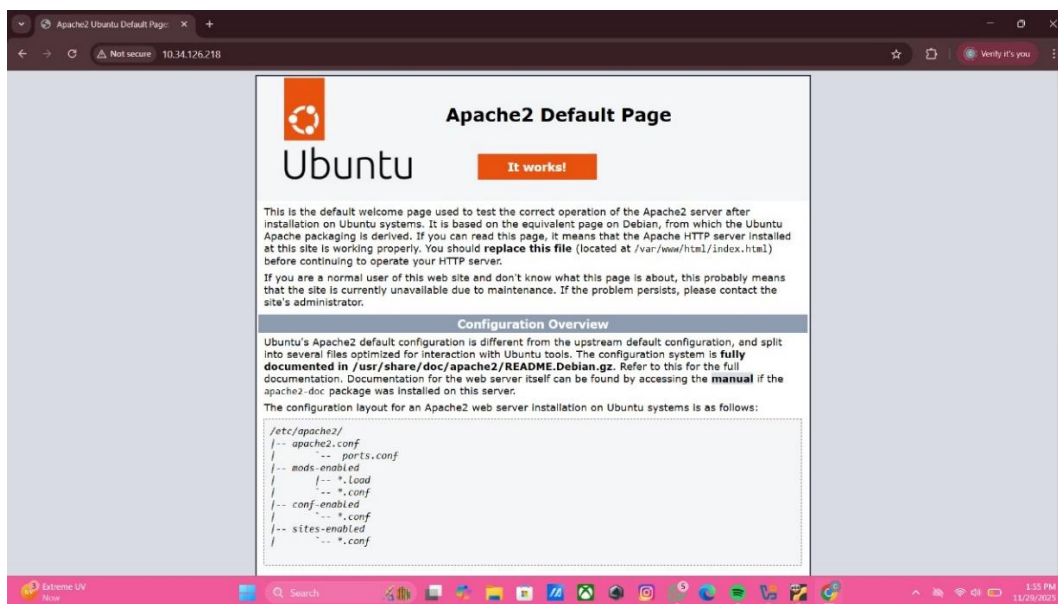 Apache2 Ubuntu Default Page:
Not secure 10.34.126.218
Verify it's you
Ubuntu
Apache2 Default Page
It works!
This is the default welcome page used to test the correct operation of the Apache2 server after
installation on Ubuntu systems. It is based on the equivalent page on Debian, from which the Ubuntu
Apache packaging is derived. If you can read this page, it means that the Apache HTTP server installed
at this site is working properly. You should replace this file (located at /var/www/html/index.html)
before continuing to operate your HTTP server.
If you are a normal user of this web site and don't know what this page is about, this probably means
that the site is currently unavailable due to maintenance. If the problem persists, please contact the
site's administrator.
Configuration Overview
Ubuntu's Apache2 default configuration is different from the upstream default configuration, and split
into several files optimized for interaction with Ubuntu tools. The configuration system is fully
documented in /usr/share/doc/apache2/README.Debian.gz. Refer to this for the full
documentation. Documentation for the web server itself can be found by accessing the manual if the
apache2-doc package was installed on this server.
The configuration layout for an Apache2 web server installation on Ubuntu systems is as follows:
/etc/apache2/
|-- apache2.conf
|       `--  ports.conf
|-- mods-enabled
|       |-- *.load
|       `-- *.conf
|-- conf-enabled
|       `-- *.conf
|-- sites-enabled
|       `-- *.conf
Extreme UV
Now
Search
1:55 PM
11/29/2025